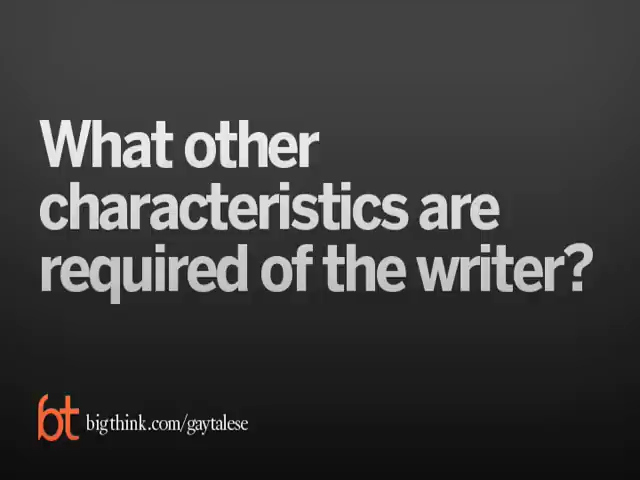 What other
characteristics are
required of the writer?
bt bigthink.com/gaytalese